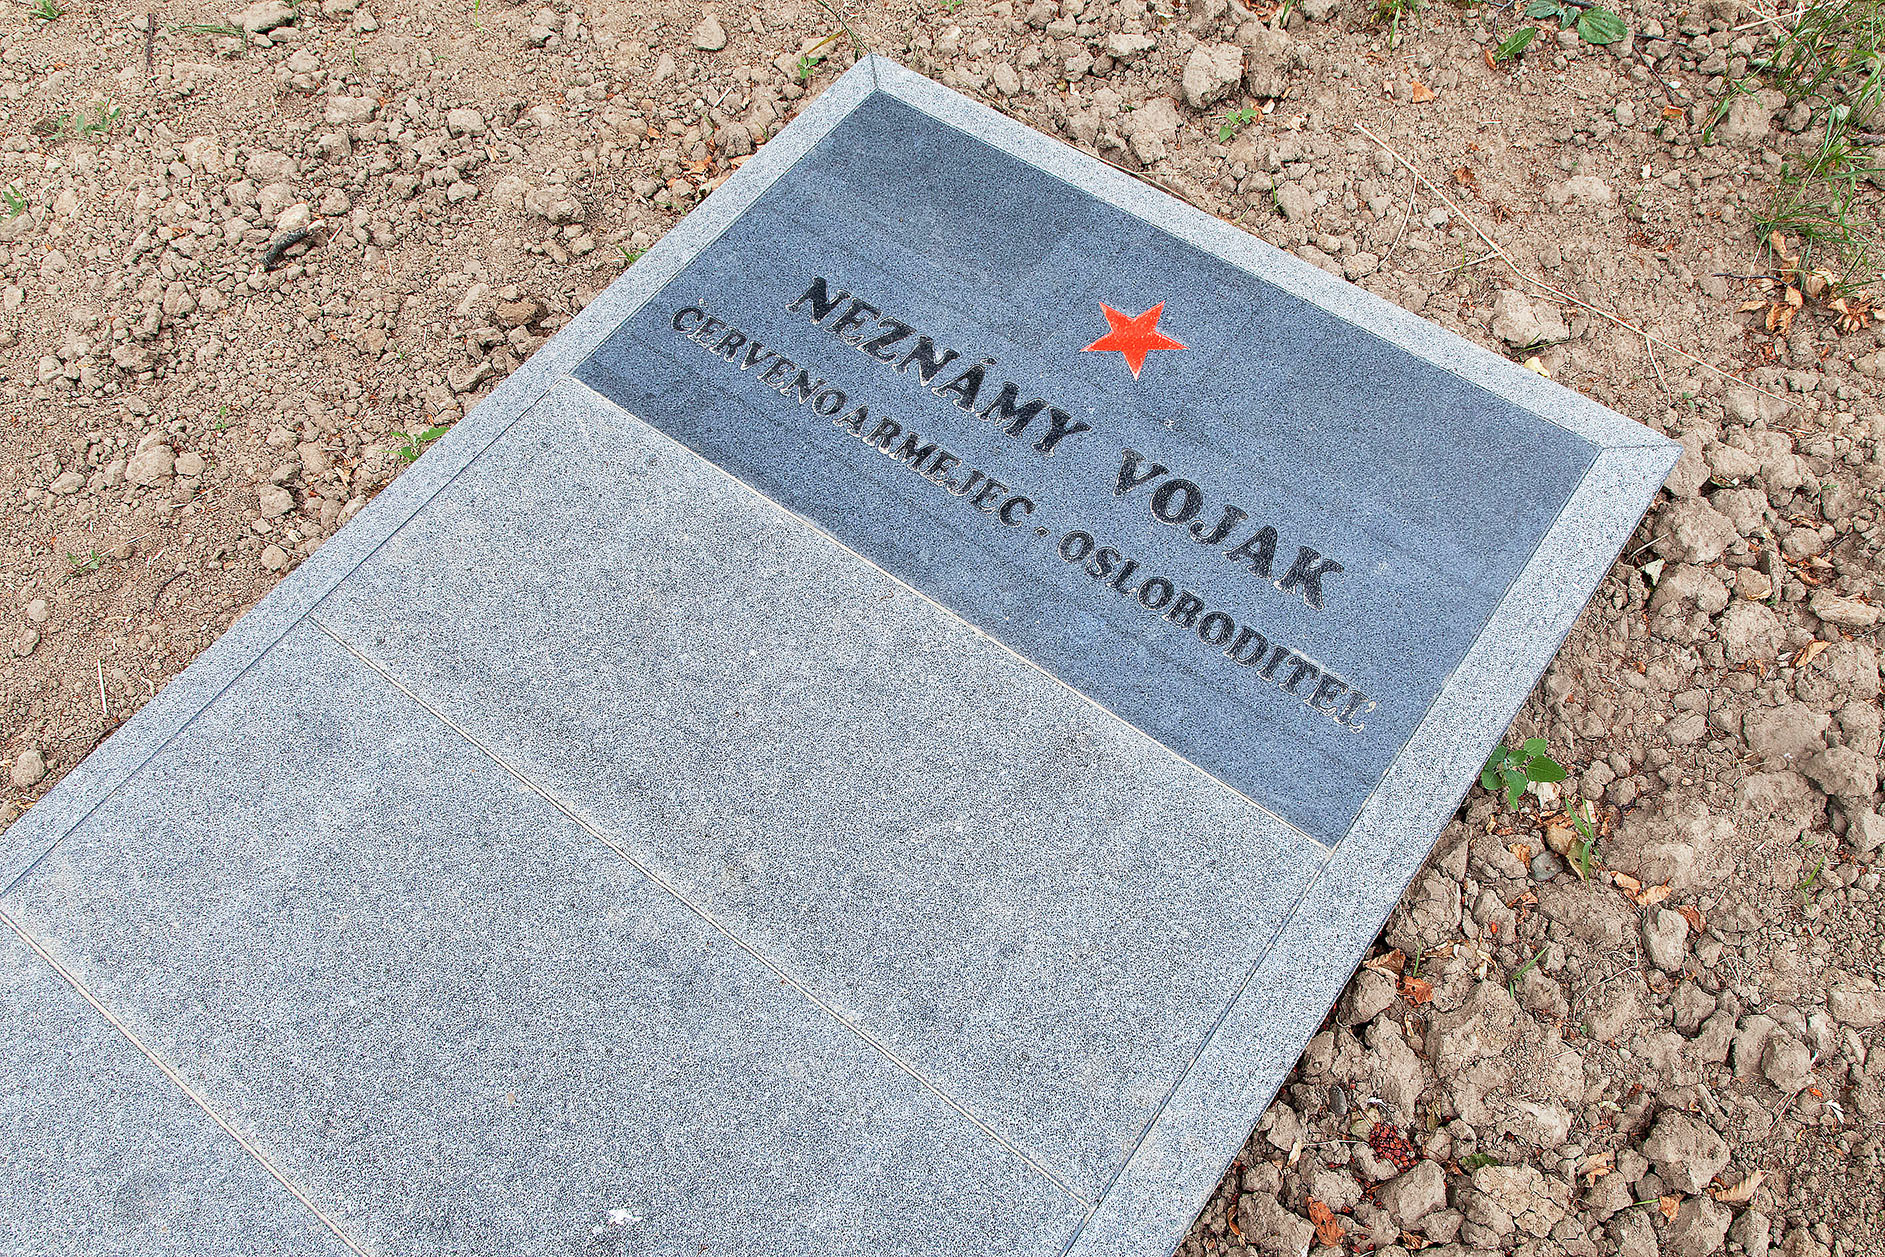 NEZNÁMY VOJAK
ČERVENOARMEJEC · OSLOBODITEĽ